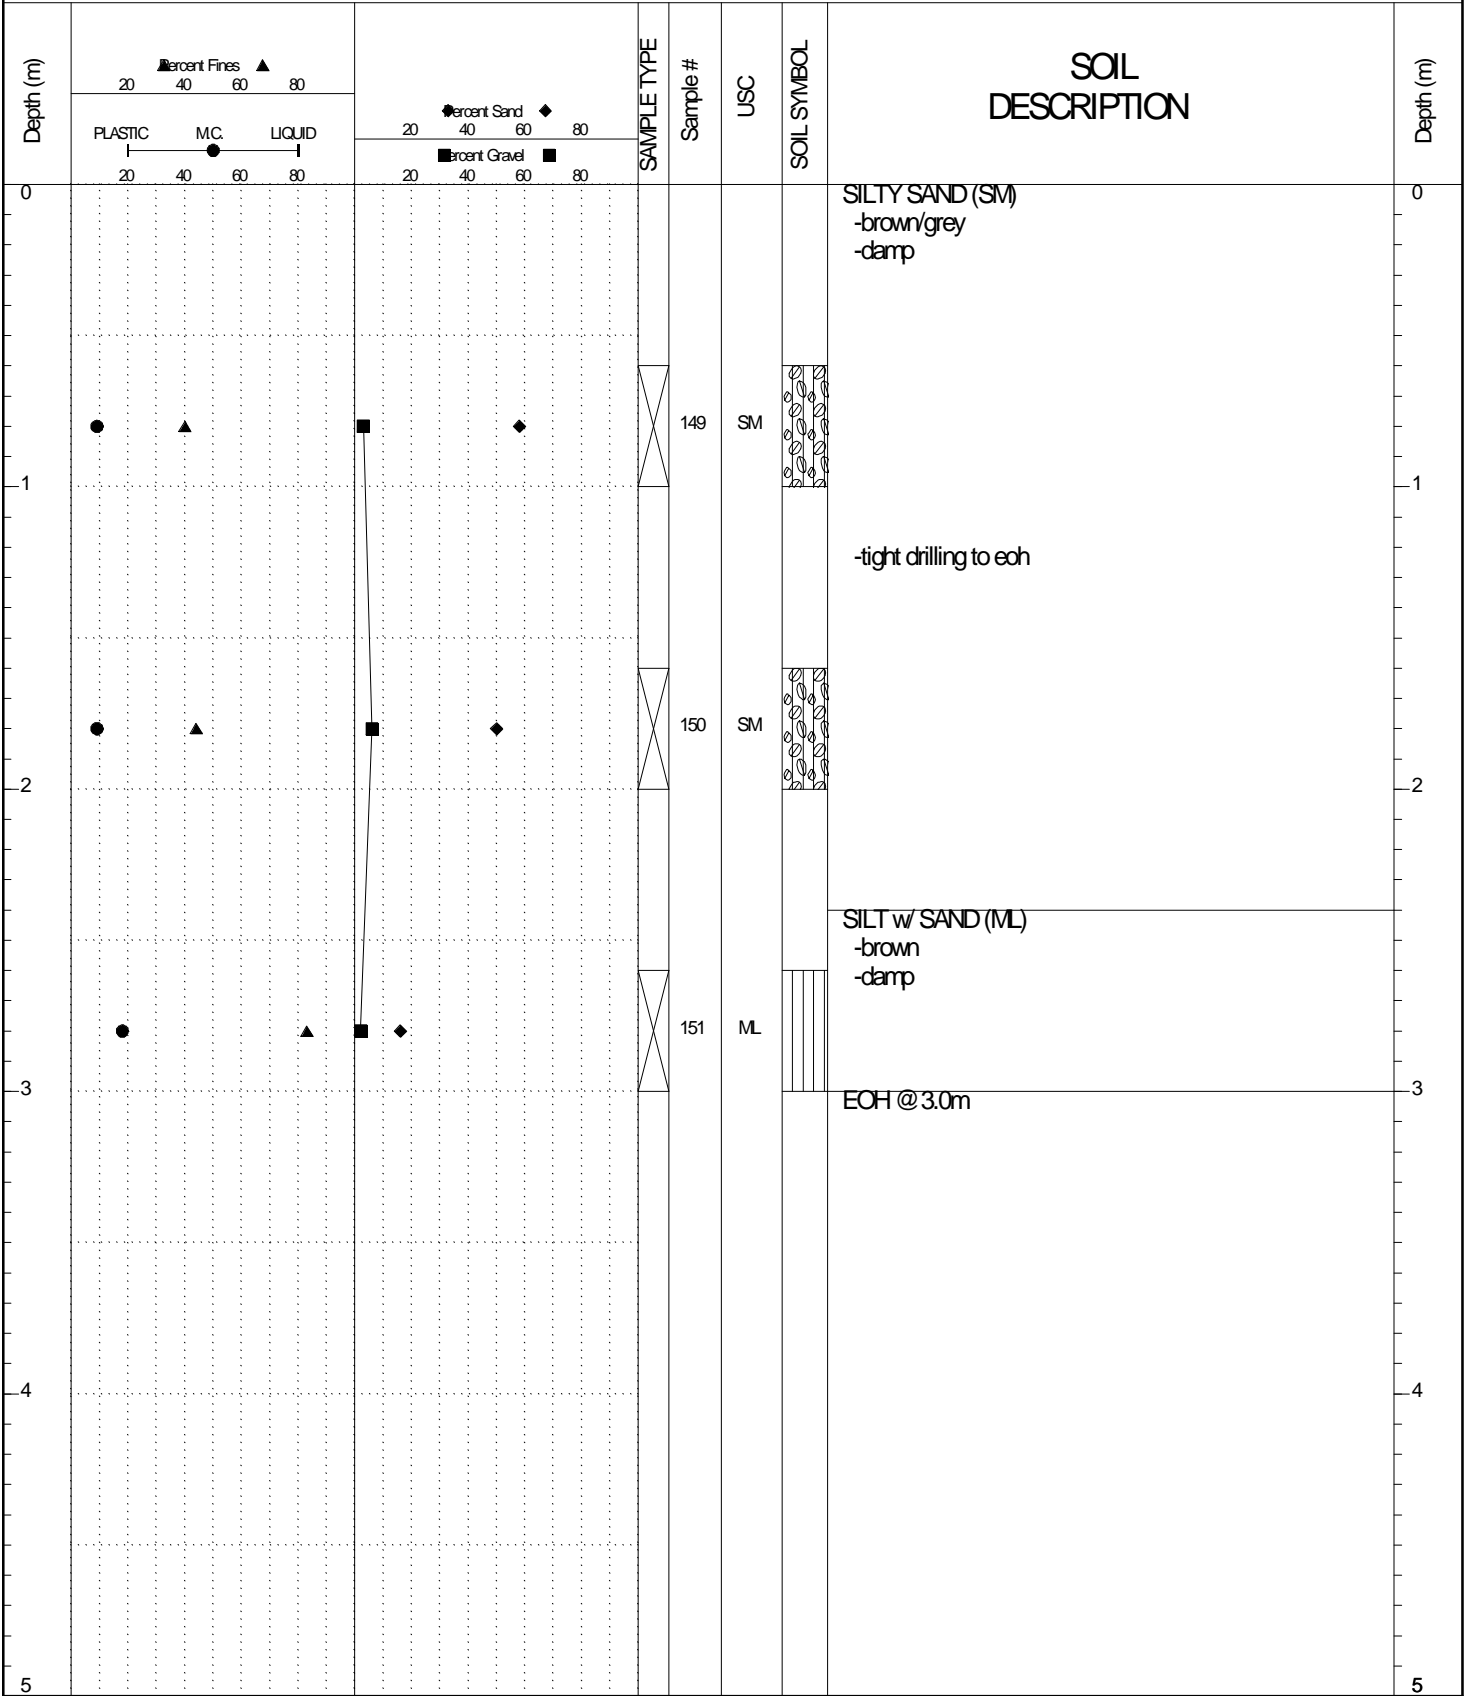 Depth (m)
Percent Fines
20 40 60 80
PLASTIC M.C. LIQUID
20 40 60 80
Percent Sand
20 40 60 80
Percent Gravel
20 40 60 80
SAMPLE TYPE
Sample #
USC
SOIL SYMBOL
SOIL
DESCRIPTION
Depth (m)
0 SILTY SAND (SM) 0
-brown/grey
-damp
149 SM
1 1
-tight drilling to eoh
150 SM
2 2
SILT w/ SAND (ML)
-brown
-damp
151 ML
3 3
EOH @ 3.0m
4 4
5 5